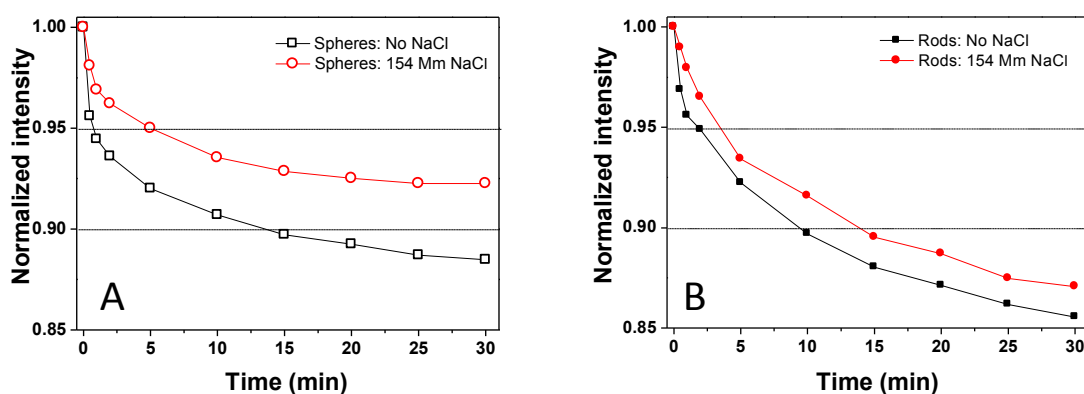 1.00
0.95
0.90
0.85
Normalized intensity
Spheres: No NaCl
Spheres: 154 Mm NaCl
A
0 5 10 15 20 25 30
Time (min)
1.00
0.95
0.90
0.85
Normalized intensity
Rods: No NaCl
Rods: 154 Mm NaCl
B
0 5 10 15 20 25 30
Time (min)